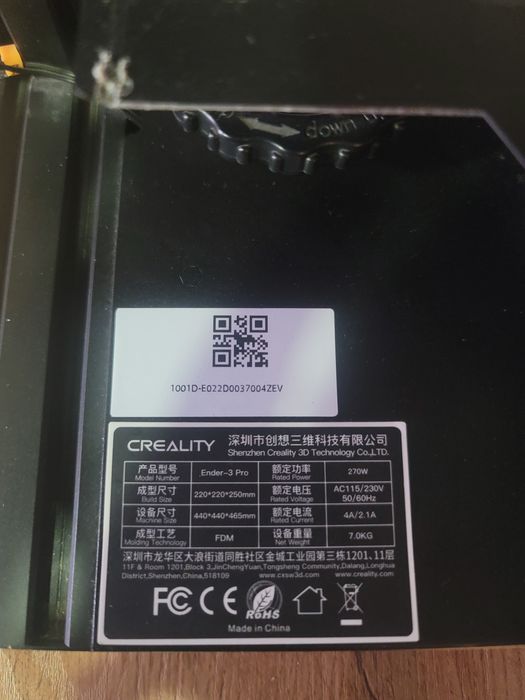 down
1001D-E022D0037004ZEV
CREALITY 深圳市创想三维科技有限公司
Shenzhen Creality 3D Technology Co.,LTD.
产品型号 Ender-3 Pro 额定功率 270W
Model Number Rated Power
成型尺寸 220*220*250mm 额定电压 AC115/230V
Build Size Rated Voltage 50/60Hz
设备尺寸 440*440*465mm 额定电流 4A/2.1A
Machine Size Rated Current
成型工艺 FDM 设备重量 7.0KG
Molding Technology Net Weight
深圳市龙华区大浪街道同胜社区金城工业园第三栋1201、11层
11F & Room 1201,Block 3,JinChengYuan,Tongsheng Community,Dalang,Longhua
District,Shenzhen,China,518109 www.cxsw3d.com www.creality.com
FC CE RoHS
Made in China